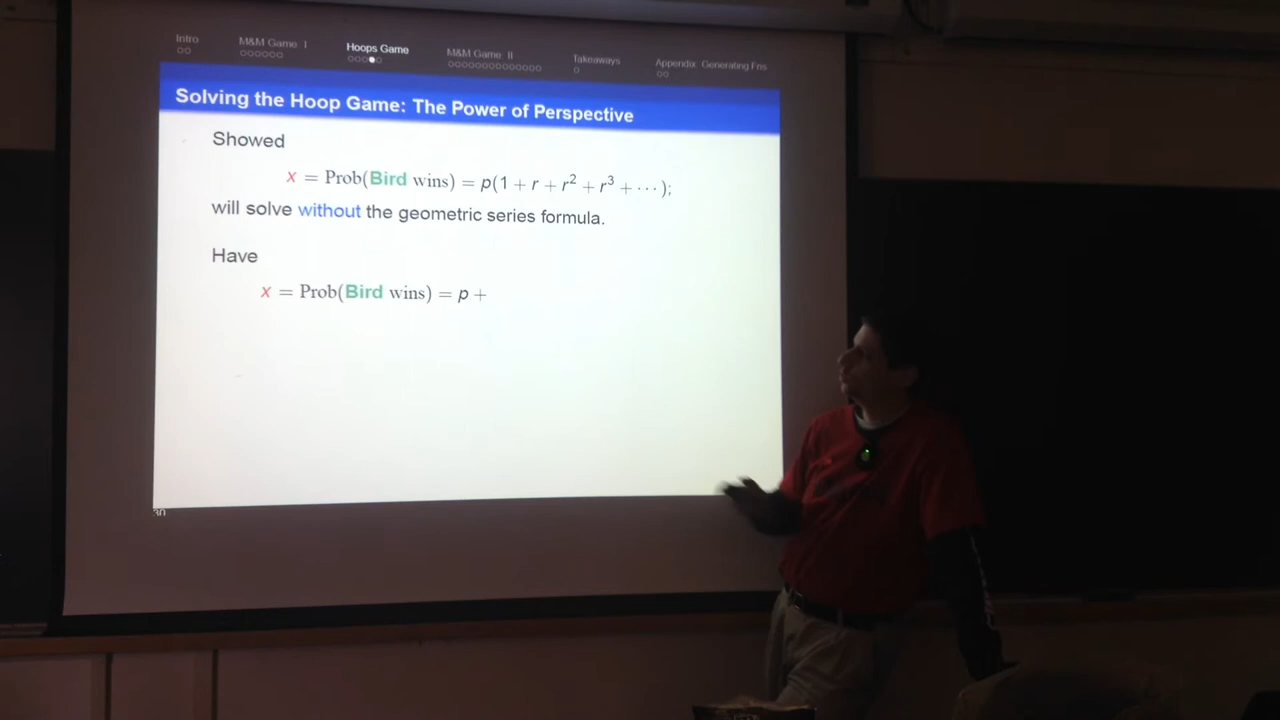 Intro
M&M Game I
Hoops Game
M&M Game II
Takeaways
Appendix: Generating Fns
Solving the Hoop Game: The Power of Perspective
Showed
x = Prob(Bird wins) = p(1 + r + r² + r³ + ⋯);
will solve without the geometric series formula.
Have
x = Prob(Bird wins) = p +
30